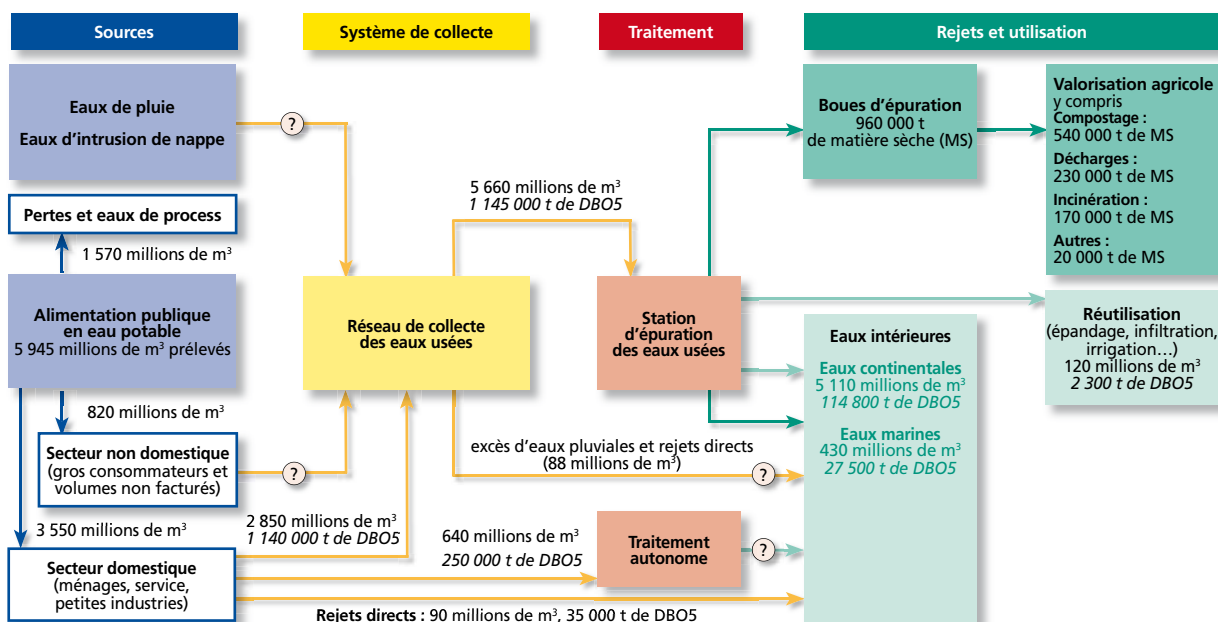 Sources
Système de collecte
Traitement
Rejets et utilisation
Eaux de pluie
Eaux d'intrusion de nappe
?
Pertes et eaux de process
1 570 millions de m³
Alimentation publique
en eau potable
5 945 millions de m³ prélevés
820 millions de m³
Secteur non domestique
(gros consommateurs et
volumes non facturés)
?
3 550 millions de m³
Secteur domestique
(ménages, service,
petites industries)
2 850 millions de m³
1 140 000 t de DBO5
Réseau de collecte
des eaux usées
5 660 millions de m³
1 145 000 t de DBO5
excès d'eaux pluviales et rejets directs
(88 millions de m³)
?
640 millions de m³
250 000 t de DBO5
Rejets directs : 90 millions de m³, 35 000 t de DBO5
Station
d'épuration
des eaux usées
Traitement
autonome
?
Boues d'épuration
960 000 t
de matière sèche (MS)
Valorisation agricole
y compris
Compostage :
540 000 t de MS
Décharges :
230 000 t de MS
Incinération :
170 000 t de MS
Autres :
20 000 t de MS
Réutilisation
(épandage, infiltration,
irrigation…)
120 millions de m³
2 300 t de DBO5
Eaux intérieures
Eaux continentales
5 110 millions de m³
114 800 t de DBO5
Eaux marines
430 millions de m³
27 500 t de DBO5